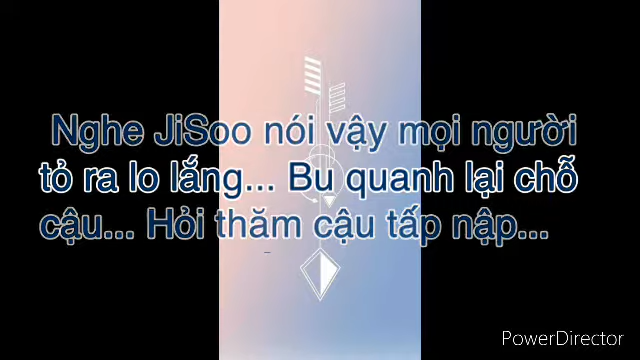 Nghe JiSoo nói vậy mọi người
tỏ ra lo lắng... Bu quanh lại chỗ
cậu... Hỏi thăm cậu tấp nập...
PowerDirector